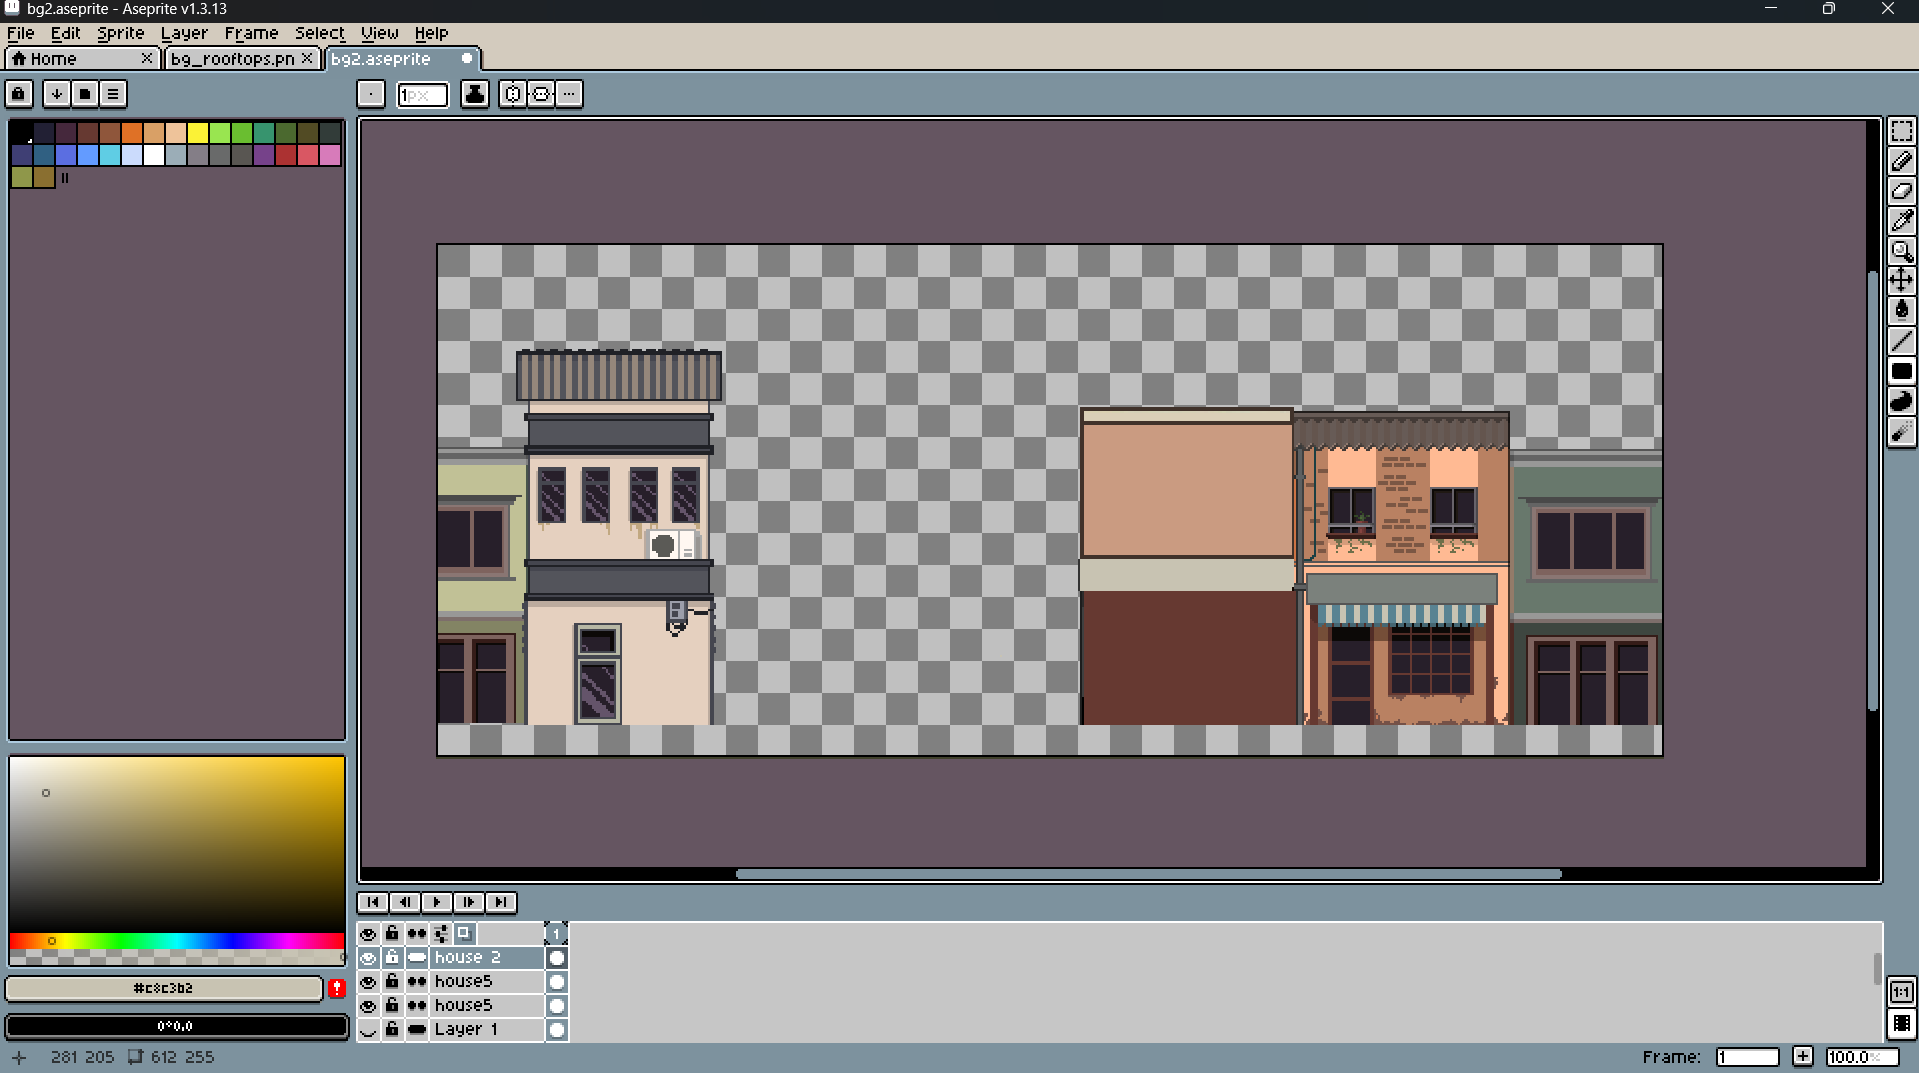 bg2.aseprite - Aseprite v1.3.13
File Edit Sprite Layer Frame Select View Help
Home bg_rooftops.pn bg2.aseprite
1px
#c8c3b2
0*0.0
1
house 2
house5
house5
Layer 1
281 205 612 255
Frame: 1 100.0%
1:1